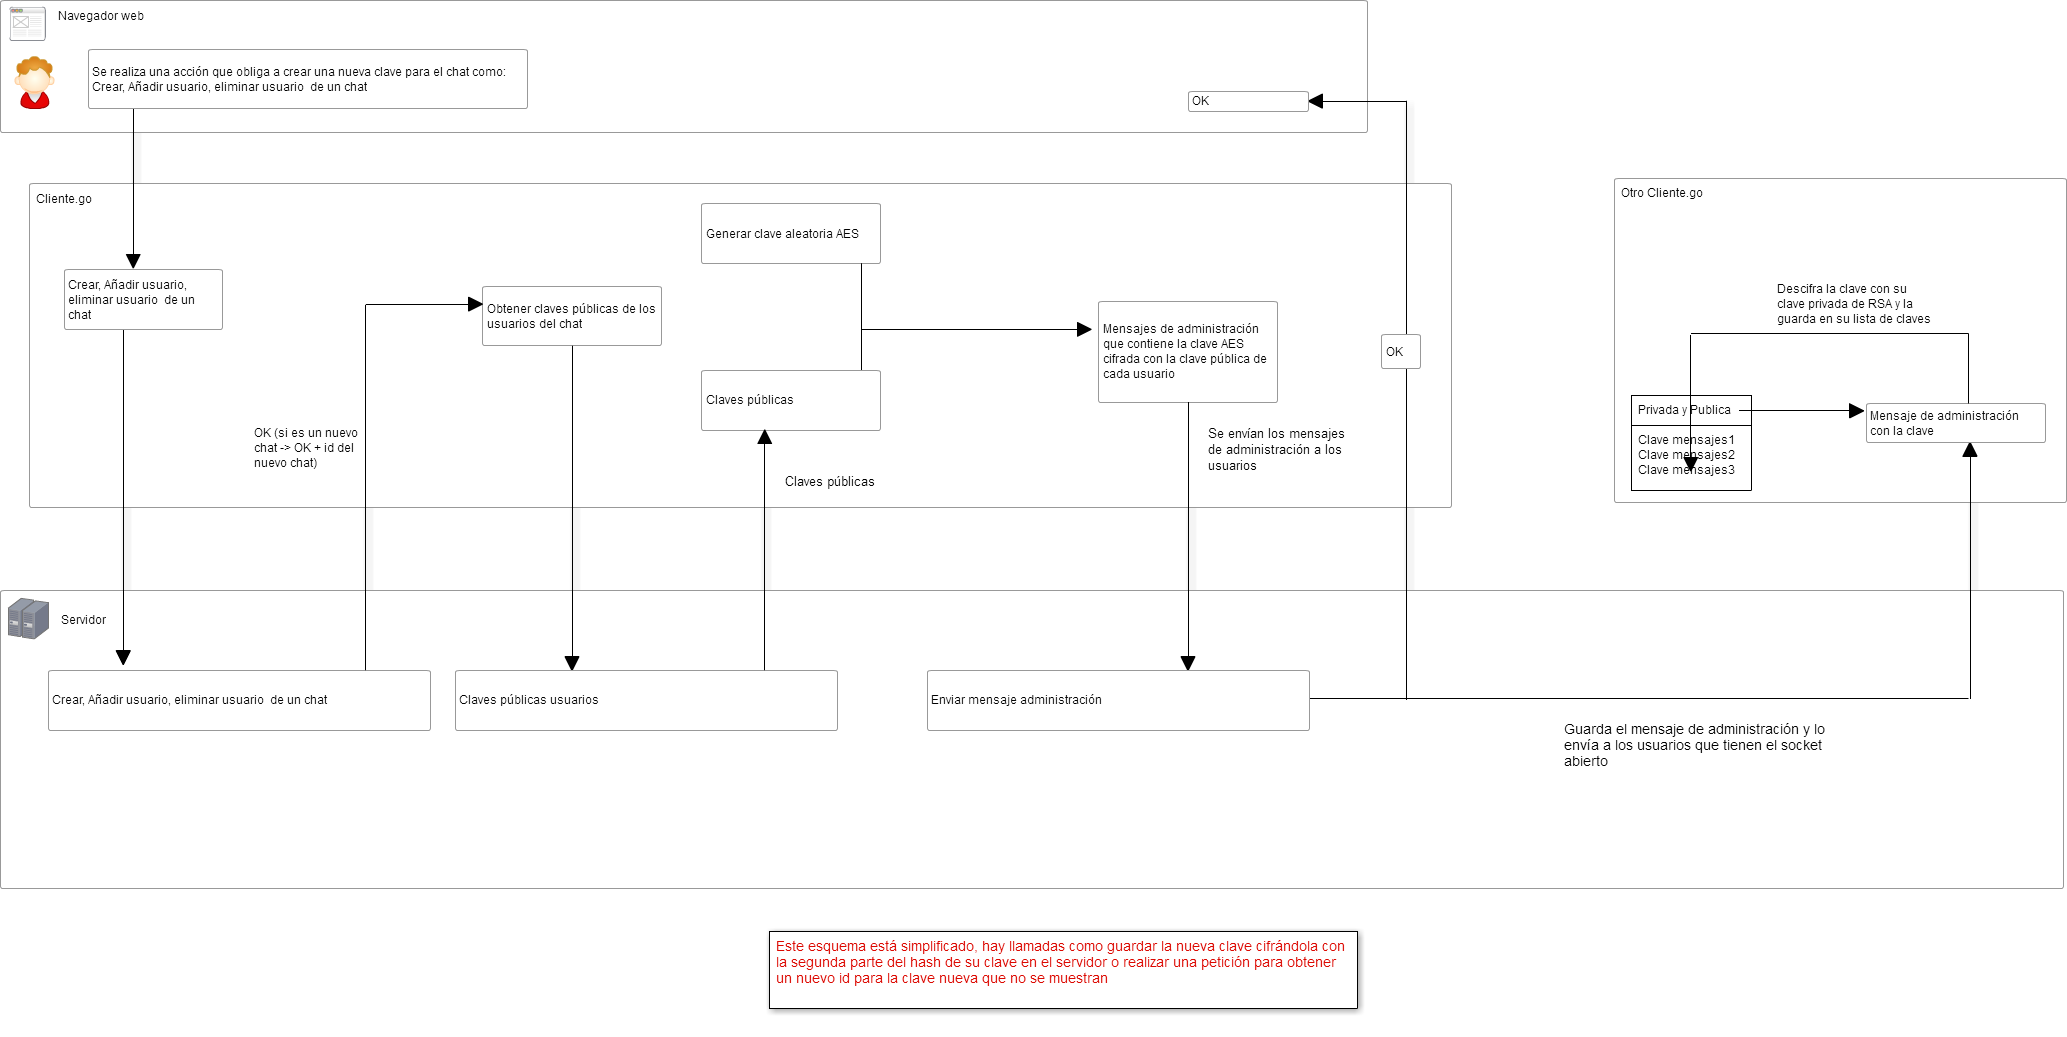 Navegador web
Se realiza una acción que obliga a crear una nueva clave para el chat como:
Crear, Añadir usuario, eliminar usuario  de un chat
OK
Cliente.go
Crear, Añadir usuario,
eliminar usuario  de un
chat
OK (si es un nuevo
chat -> OK + id del
nuevo chat)
Obtener claves públicas de los
usuarios del chat
Generar clave aleatoria AES
Claves públicas
Claves públicas
Mensajes de administración
que contiene la clave AES
cifrada con la clave pública de
cada usuario
Se envían los mensajes
de administración a los
usuarios
OK
Otro Cliente.go
Descifra la clave con su
clave privada de RSA y la
guarda en su lista de claves
Privada y Publica
Clave mensajes1
Clave mensajes2
Clave mensajes3
Mensaje de administración
con la clave
Servidor
Crear, Añadir usuario, eliminar usuario  de un chat
Claves públicas usuarios
Enviar mensaje administración
Guarda el mensaje de administración y lo
envía a los usuarios que tienen el socket
abierto
Este esquema está simplificado, hay llamadas como guardar la nueva clave cifrándola con
la segunda parte del hash de su clave en el servidor o realizar una petición para obtener
un nuevo id para la clave nueva que no se muestran